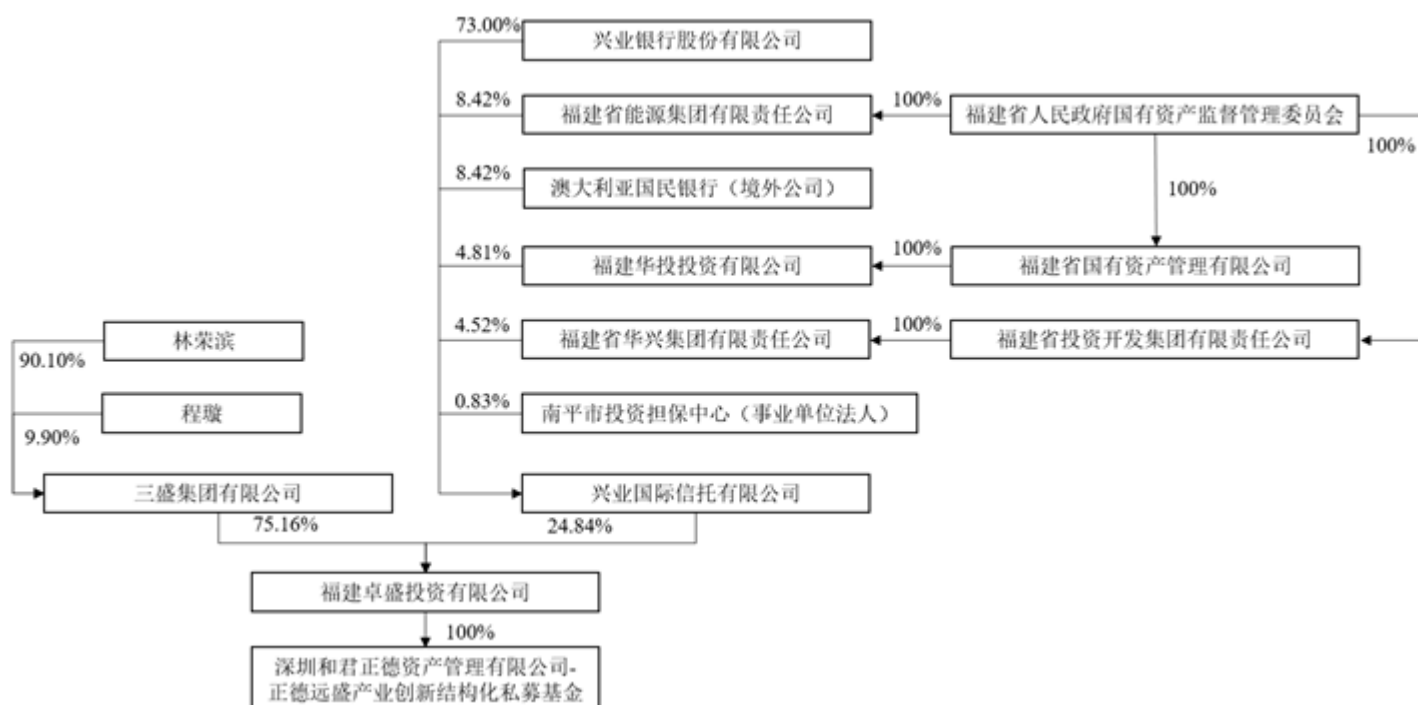 73.00%
兴业银行股份有限公司
8.42%
福建省能源集团有限责任公司
100%
福建省人民政府国有资产监督管理委员会
100%
8.42%
澳大利亚国民银行（境外公司）
100%
4.81%
福建华投投资有限公司
100%
福建省国有资产管理有限公司
林荣滨
4.52%
福建省华兴集团有限责任公司
100%
福建省投资开发集团有限责任公司
90.10%
程璇
0.83%
南平市投资担保中心（事业单位法人）
9.90%
三盛集团有限公司
兴业国际信托有限公司
75.16%
24.84%
福建卓盛投资有限公司
100%
深圳和君正德资产管理有限公司-
正德远盛产业创新结构化私募基金